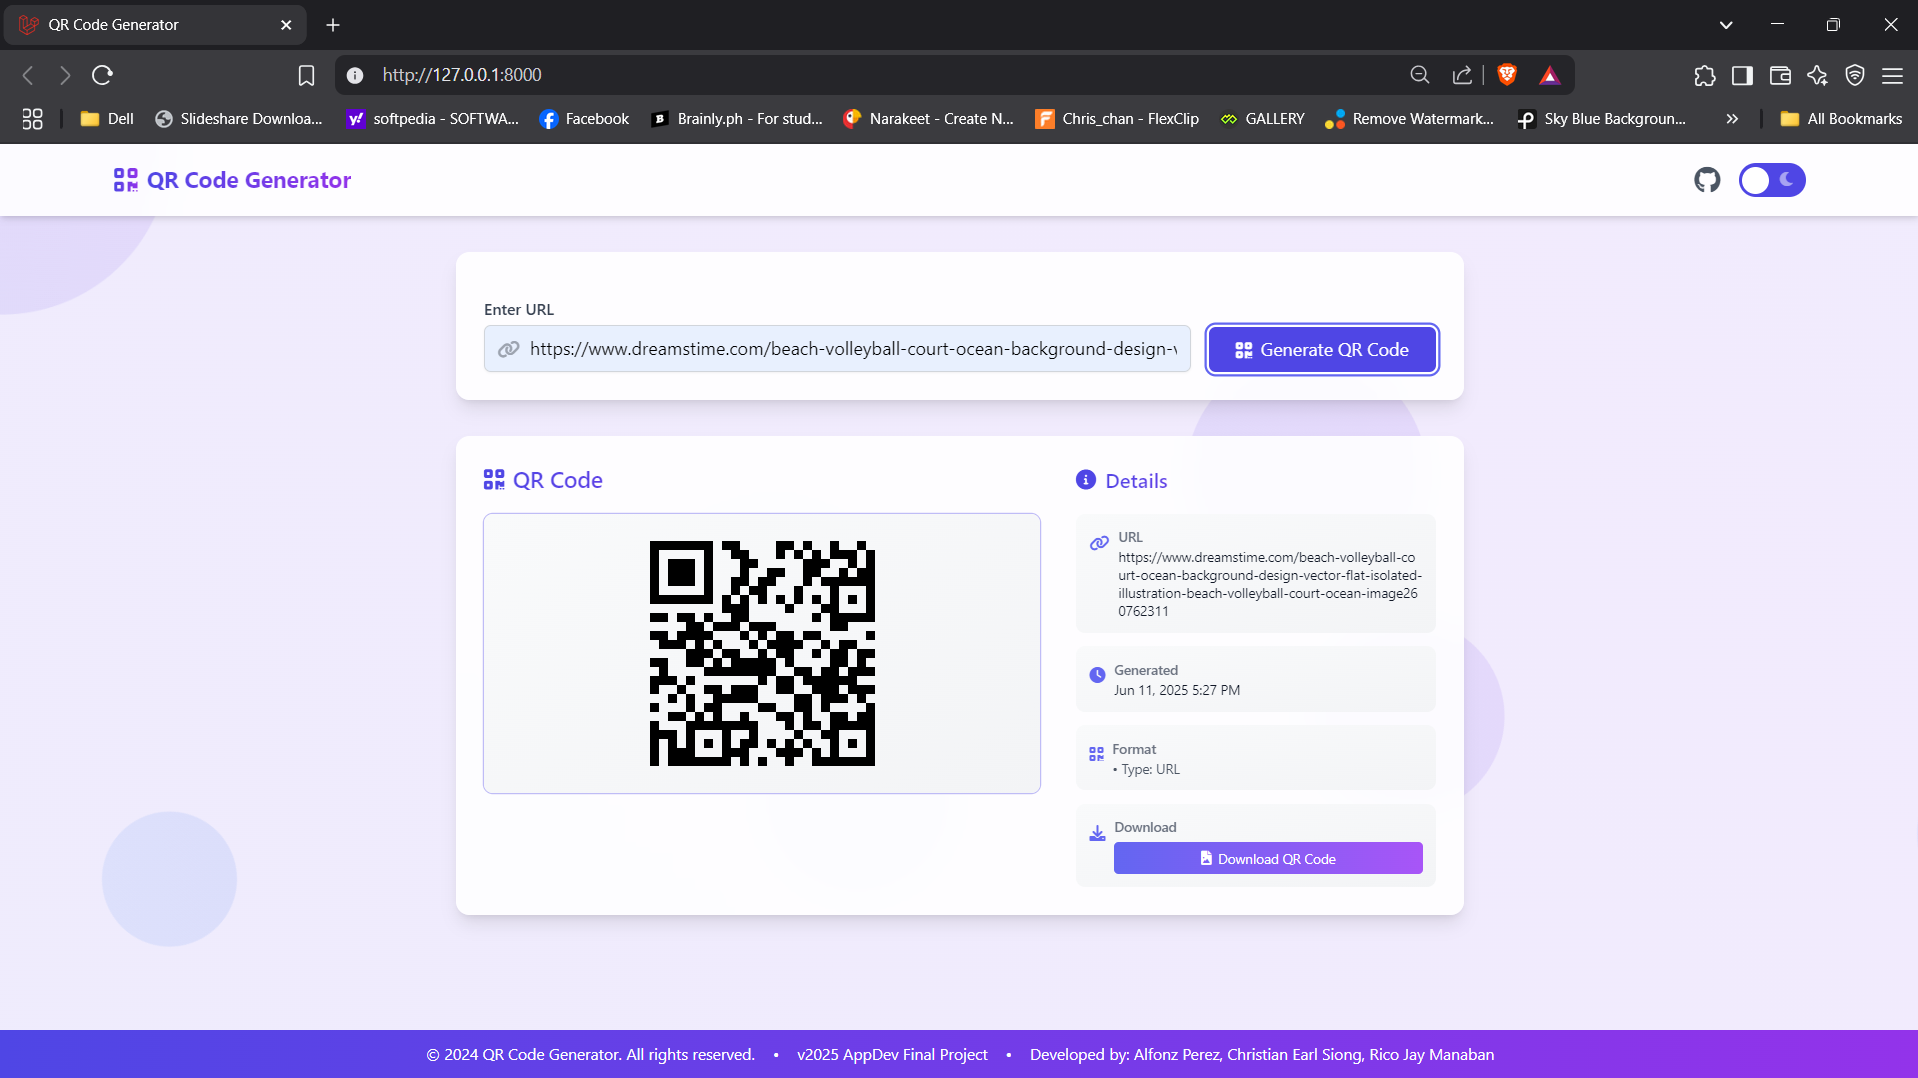 QR Code Generator
http://127.0.0.1:8000
Dell
Slideshare Downloa...
softpedia - SOFTWA...
Facebook
Brainly.ph - For stud...
Narakeet - Create N...
Chris_chan - FlexClip
GALLERY
Remove Watermark...
Sky Blue Backgroun...
All Bookmarks
QR Code Generator
Enter URL
https://www.dreamstime.com/beach-volleyball-court-ocean-background-design-v
Generate QR Code
QR Code
Details
URL
https://www.dreamstime.com/beach-volleyball-co
urt-ocean-background-design-vector-flat-isolated-
illustration-beach-volleyball-court-ocean-image26
0762311
Generated
Jun 11, 2025 5:27 PM
Format
• Type: URL
Download
Download QR Code
© 2024 QR Code Generator. All rights reserved. • v2025 AppDev Final Project • Developed by: Alfonz Perez, Christian Earl Siong, Rico Jay Manaban